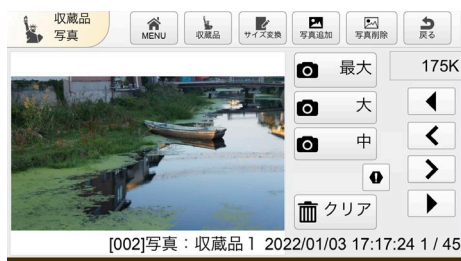 収蔵品
写真
MENU
収蔵品
サイズ変換
写真追加
写真削除
戻る
最大
175K
大
中
クリア
[002]写真：収蔵品１ 2022/01/03 17:17:24 1 / 45